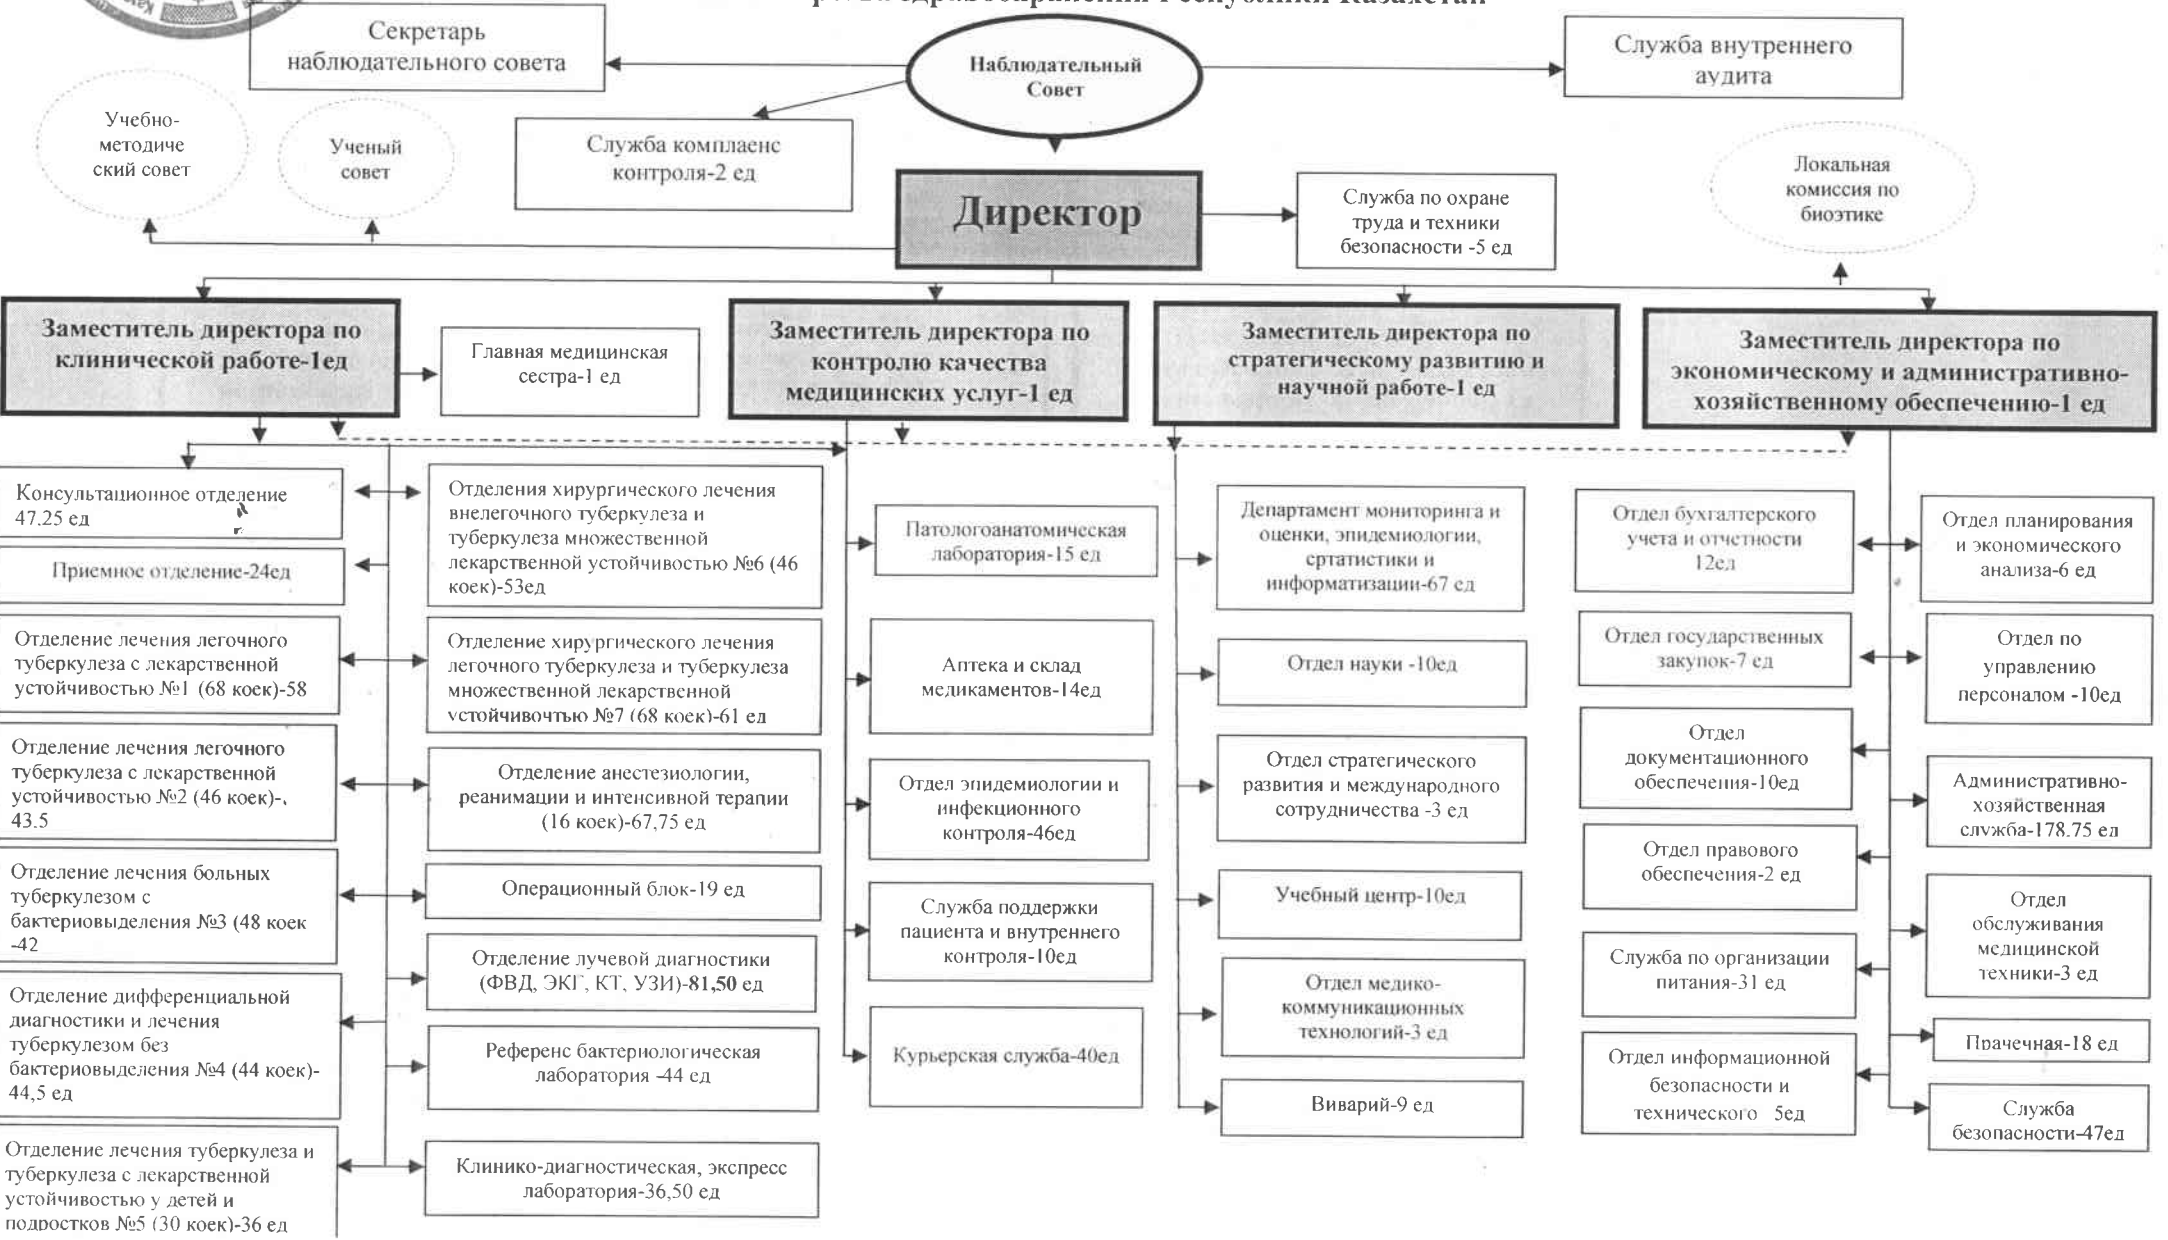 здравоохранения Республики Казахстан
Секретарь
наблюдательного совета
Наблюдательный
Совет
Служба внутреннего
аудита
Учебно-
методиче
ский совет
Ученый
совет
Служба комплаенс
контроля-2 ед
Директор
Служба по охране
труда и техники
безопасности -5 ед
Локальная
комиссия по
биоэтике
Заместитель директора по
клинической работе-1ед
Главная медицинская
сестра-1 ед
Заместитель директора по
контролю качества
медицинских услуг-1 ед
Заместитель директора по
стратегическому развитию и
научной работе-1 ед
Заместитель директора по
экономическому и административно-
хозяйственному обеспечению-1 ед
Консультационное отделение
47.25 ед
Приемное отделение-24ед
Отделение лечения легочного
туберкулеза с лекарственной
устойчивостью №1 (68 коек)-58
Отделение лечения легочного
туберкулеза с лекарственной
устойчивостью №2 (46 коек)-.
43.5
Отделение лечения больных
туберкулезом с
бактериовыделения №3 (48 коек
-42
Отделение дифференциальной
диагностики и лечения
туберкулезом без
бактериовыделения №4 (44 коек)-
44,5 ед
Отделение лечения туберкулеза и
туберкулеза с лекарственной
устойчивостью у детей и
подростков №5 (30 коек)-36 ед
Отделения хирургического лечения
внелегочного туберкулеза и
туберкулеза множественной
лекарственной устойчивостью №6 (46
коек)-53ед
Отделение хирургического лечения
легочного туберкулеза и туберкулеза
множественной лекарственной
устойчивочтью №7 (68 коек)-61 ед
Отделение анестезиологии,
реанимации и интенсивной терапии
(16 коек)-67,75 ед
Операционный блок-19 ед
Отделение лучевой диагностики
(ФВД, ЭКГ, КТ, УЗИ)-81,50 ед
Референс бактериологическая
лаборатория -44 ед
Клинико-диагностическая, экспресс
лаборатория-36,50 ед
Патологоанатомическая
лаборатория-15 ед
Аптека и склад
медикаментов-14ед
Отдел эпидемиологии и
инфекционного
контроля-46ед
Служба поддержки
пациента и внутреннего
контроля-10ед
Курьерская служба-40ед
Департамент мониторинга и
оценки, эпидемиологии,
сртатистики и
информатизации-67 ед
Отдел науки -10ед
Отдел стратегического
развития и международного
сотрудничества -3 ед
Учебный центр-10ед
Отдел медико-
коммуникационных
технологий-3 ед
Виварий-9 ед
Отдел бухгалтерского
учета и отчетности
12ед
Отдел государственных
закупок-7 ед
Отдел
документационного
обеспечения-10ед
Отдел правового
обеспечения-2 ед
Служба по организации
питания-31 ед
Отдел информационной
безопасности и
технического 5ед
Отдел планирования
и экономического
анализа-6 ед
Отдел по
управлению
персоналом -10ед
Административно-
хозяйственная
служба-178.75 ед
Отдел
обслуживания
медицинской
техники-3 ед
Прачечная-18 ед
Служба
безопасности-47ед